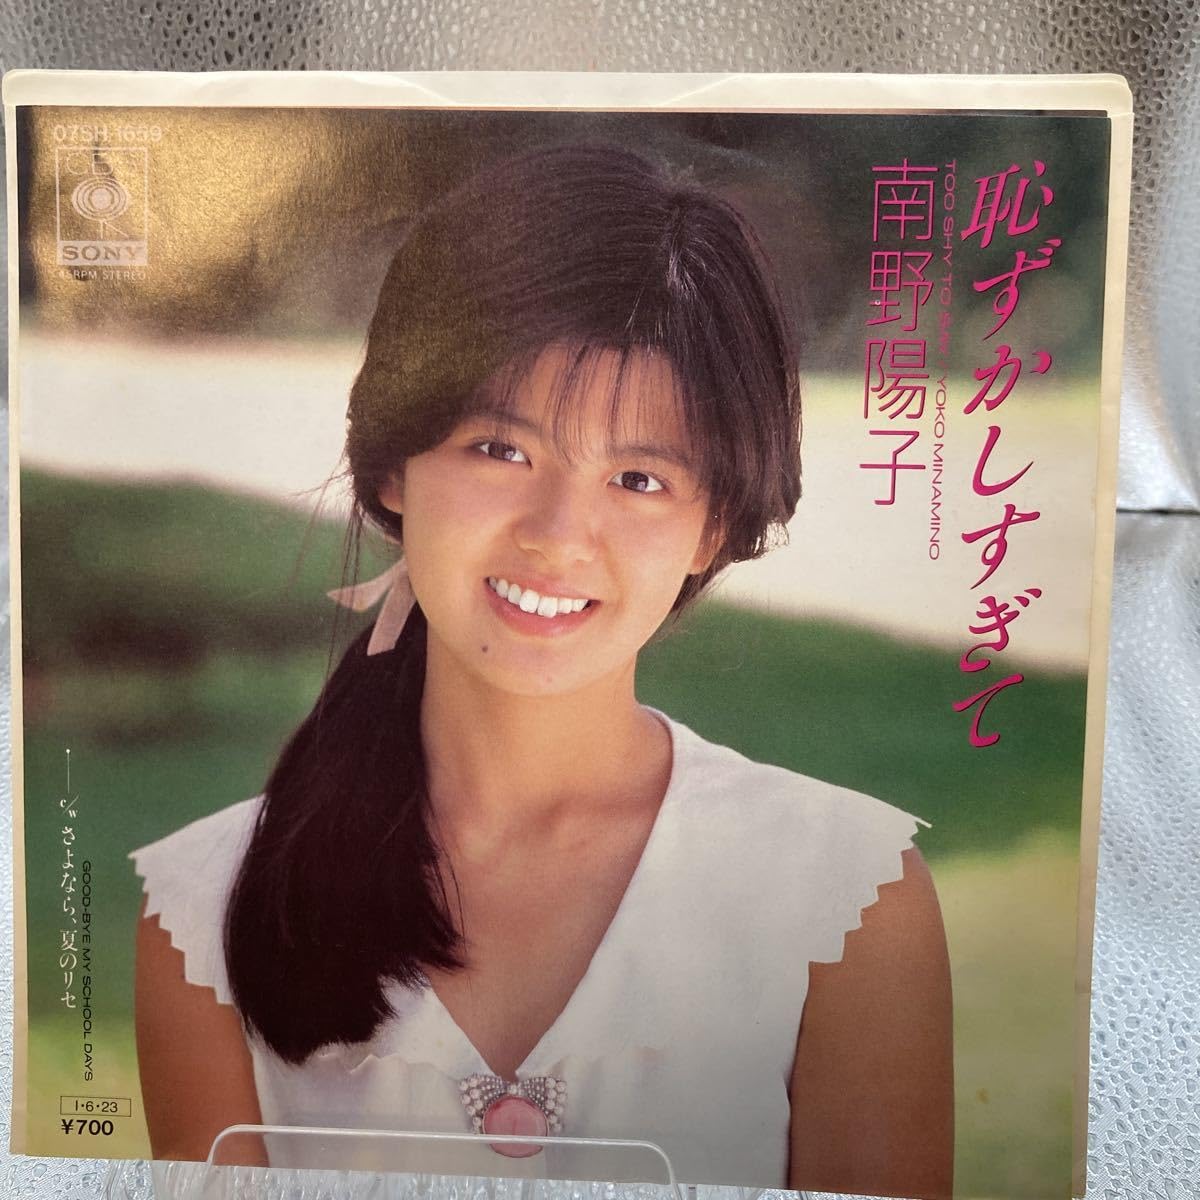 07SH 1659
CBS
SONY
45RPM STEREO
恥ずかしすぎて
TOO SHY TO SAY / YOKO MINAMINO
南野陽子
c/w さよなら、夏のリセ
GOOD-BYE MY SCHOOL DAYS
I・6・23
¥700